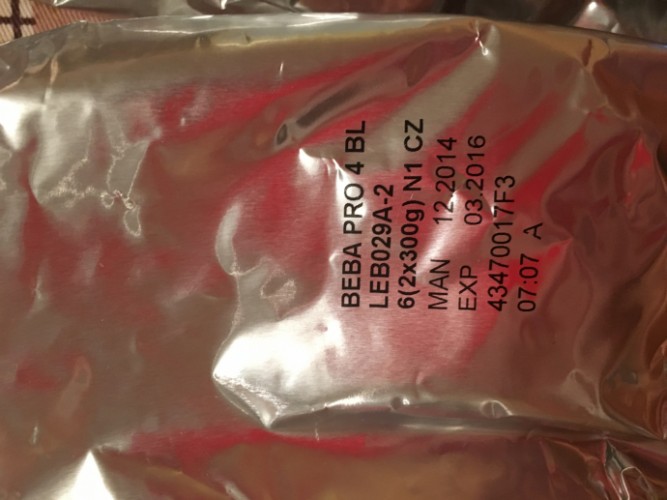 BEBA PRO 4 BL
LEB029A-2
6(2x300g) N1 CZ
MAN 12.2014
EXP 03.2016
43470017F3
07:07 A